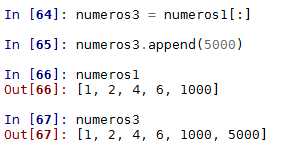 In [64]: numeros3 = numeros1[:]
In [65]: numeros3.append(5000)
In [66]: numeros1
Out[66]: [1, 2, 4, 6, 1000]
In [67]: numeros3
Out[67]: [1, 2, 4, 6, 1000, 5000]